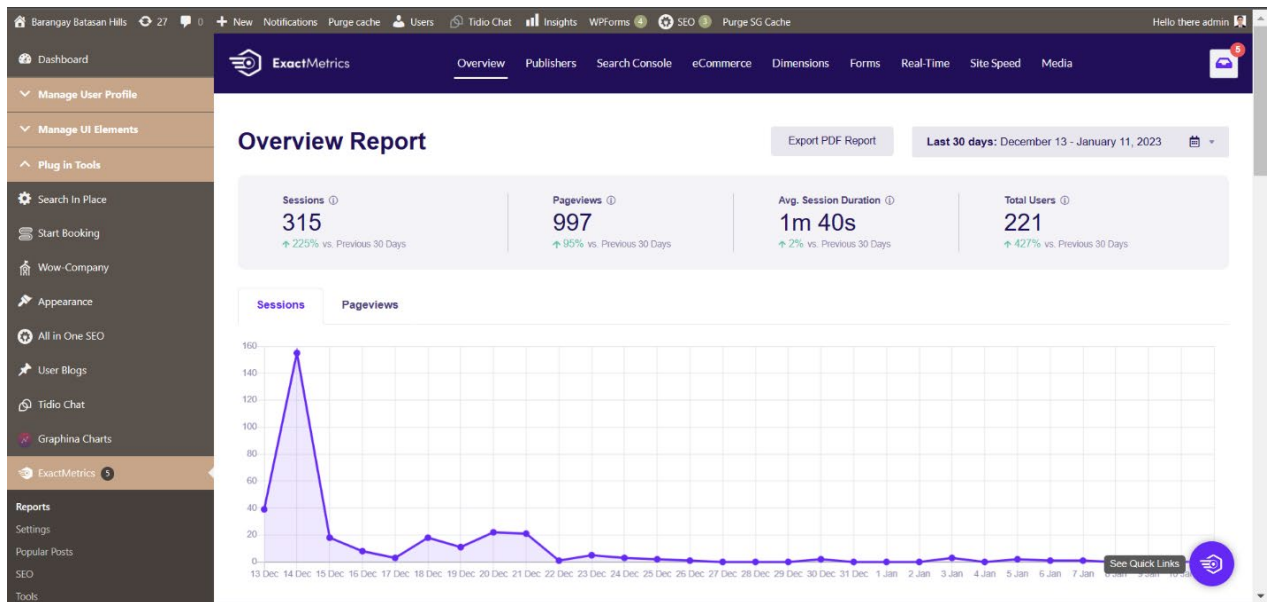 Barangay Batasan Hills 27 0 New Notifications Purge cache Users Tidio Chat Insights WPForms 4 SEO 3 Purge SG Cache Hello there admin
Dashboard
Manage User Profile
Manage UI Elements
Plug in Tools
Search In Place
Start Booking
Wow-Company
Appearance
All in One SEO
User Blogs
Tidio Chat
Graphina Charts
ExactMetrics 5
Reports
Settings
Popular Posts
SEO
Tools
ExactMetrics Overview Publishers Search Console eCommerce Dimensions Forms Real-Time Site Speed Media 5
Overview Report Export PDF Report Last 30 days: December 13 - January 11, 2023
Sessions Pageviews Avg. Session Duration Total Users
315 997 1m 40s 221
225% vs. Previous 30 Days 95% vs. Previous 30 Days 2% vs. Previous 30 Days 427% vs. Previous 30 Days
Sessions Pageviews
160
140
120
100
80
60
40
20
0
13 Dec 14 Dec 15 Dec 16 Dec 17 Dec 18 Dec 19 Dec 20 Dec 21 Dec 22 Dec 23 Dec 24 Dec 25 Dec 26 Dec 27 Dec 28 Dec 29 Dec 30 Dec 31 Dec 1 Jan 2 Jan 3 Jan 4 Jan 5 Jan 6 Jan 7 Jan
See Quick Links